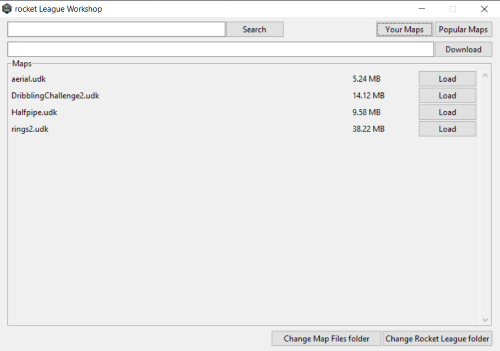 rocket League Workshop
Search
Your Maps
Popular Maps
Download
Maps
aerial.udk 5.24 MB Load
DribblingChallenge2.udk 14.12 MB Load
Halfpipe.udk 9.58 MB Load
rings2.udk 38.22 MB Load
Change Map Files folder
Change Rocket League folder